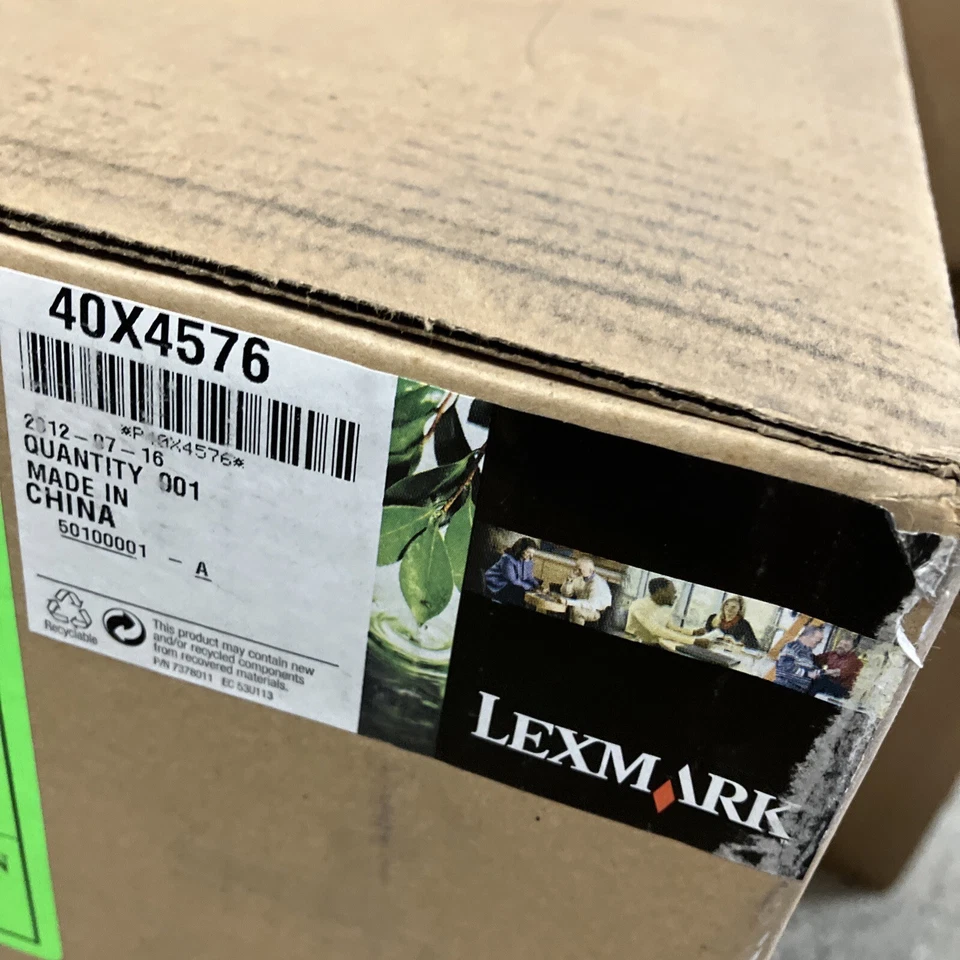 40X4576
*P40X4576*
2012-07-16
QUANTITY 001
MADE IN
CHINA
50100001 - A
Recyclable
This product may contain new
and/or recycled components
from recovered materials.
P/N 7378011 EC 53U113
LEXMARK
N